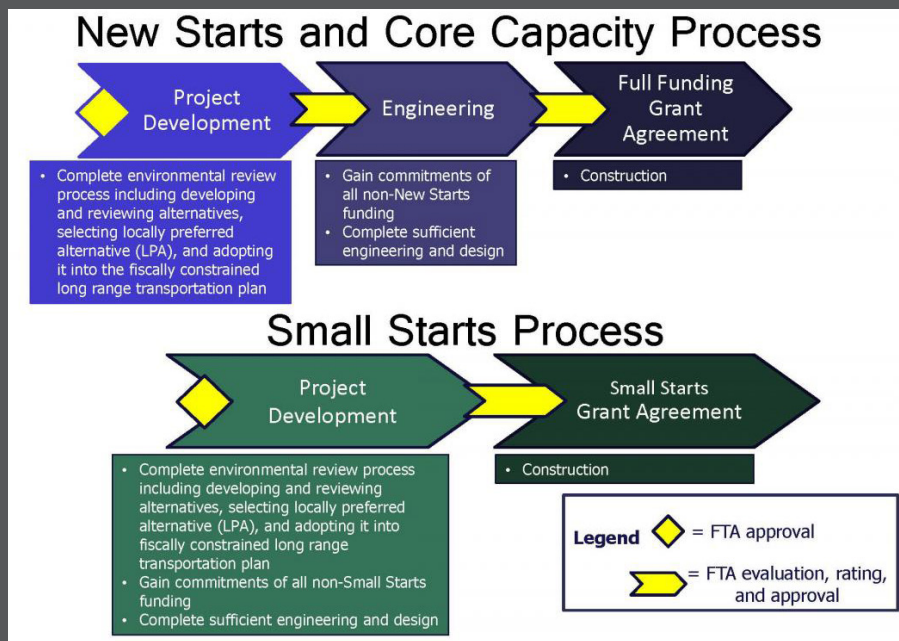 New Starts and Core Capacity Process
Project
Development
Engineering
Full Funding
Grant
Agreement
• Complete environmental review
process including developing
and reviewing alternatives,
selecting locally preferred
alternative (LPA), and adopting
it into the fiscally constrained
long range transportation plan
• Gain commitments of
all non-New Starts
funding
• Complete sufficient
engineering and design
• Construction
Small Starts Process
Project
Development
Small Starts
Grant Agreement
• Complete environmental review process
including developing and reviewing
alternatives, selecting locally preferred
alternative (LPA), and adopting it into
fiscally constrained long range
transportation plan
• Gain commitments of all non-Small Starts
funding
• Complete sufficient engineering and design
• Construction
Legend
= FTA approval
= FTA evaluation, rating,
and approval